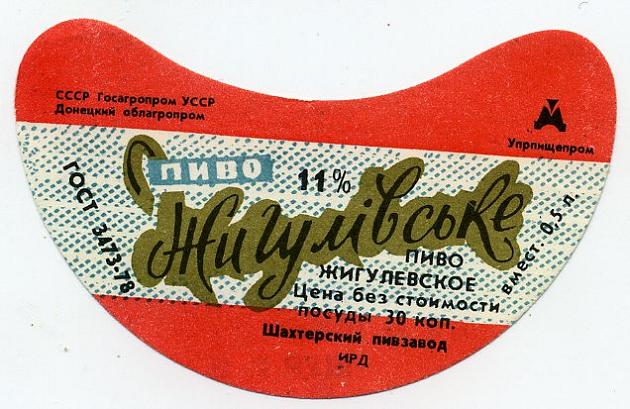 СССР Госагропром УССР
Донецкий облагропром
Упрпищепром
ГОСТ 3473-78
пиво
11%
Жигулівське
вмест. 0,5 л.
ПИВО
ЖИГУЛЕВСКОЕ
Цена без стоимости
посуды 30 коп.
Шахтерский пивзавод
ИРД